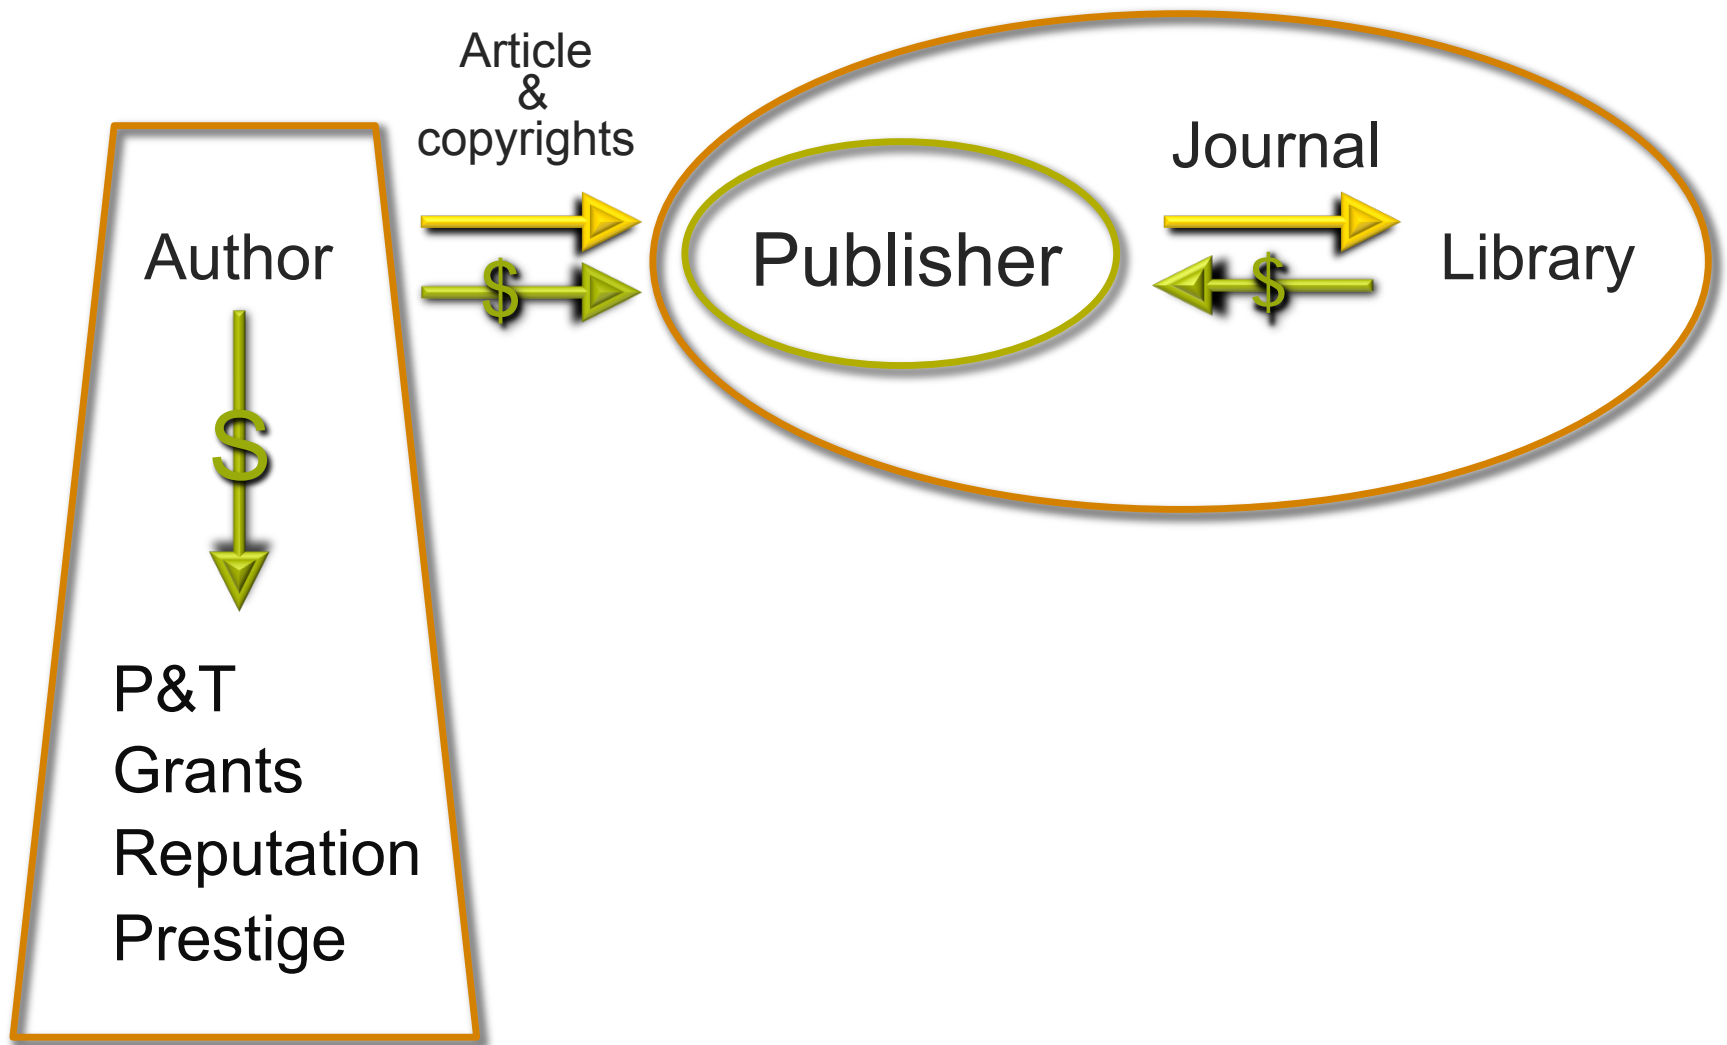 Article
&
copyrights
Journal
Author
$
Publisher
$
Library
$
P&T
Grants
Reputation
Prestige